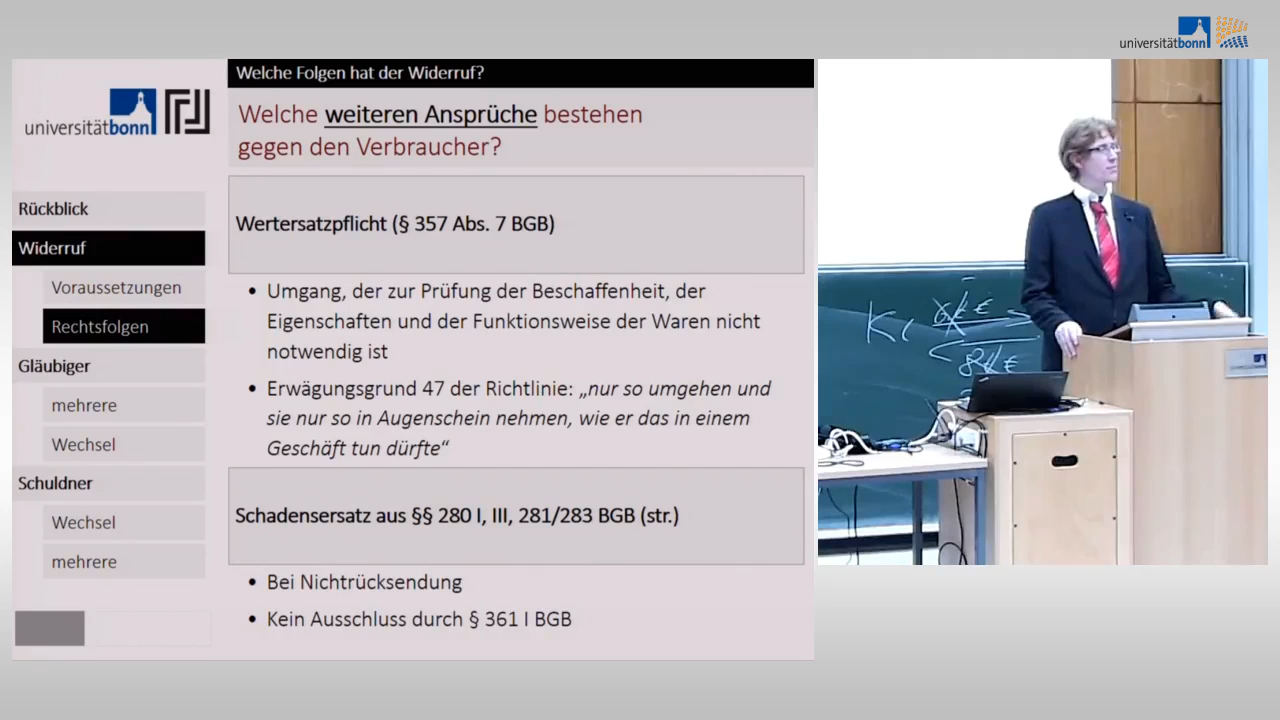 universitätbonn
universitätbonn
Rückblick
Widerruf
Voraussetzungen
Rechtsfolgen
Gläubiger
mehrere
Wechsel
Schuldner
Wechsel
mehrere
Welche Folgen hat der Widerruf?
Welche weiteren Ansprüche bestehen
gegen den Verbraucher?
Wertersatzpflicht (§ 357 Abs. 7 BGB)
• Umgang, der zur Prüfung der Beschaffenheit, der
Eigenschaften und der Funktionsweise der Waren nicht
notwendig ist
• Erwägungsgrund 47 der Richtlinie: „nur so umgehen und
sie nur so in Augenschein nehmen, wie er das in einem
Geschäft tun dürfte“
Schadensersatz aus §§ 280 I, III, 281/283 BGB (str.)
• Bei Nichtrücksendung
• Kein Ausschluss durch § 361 I BGB